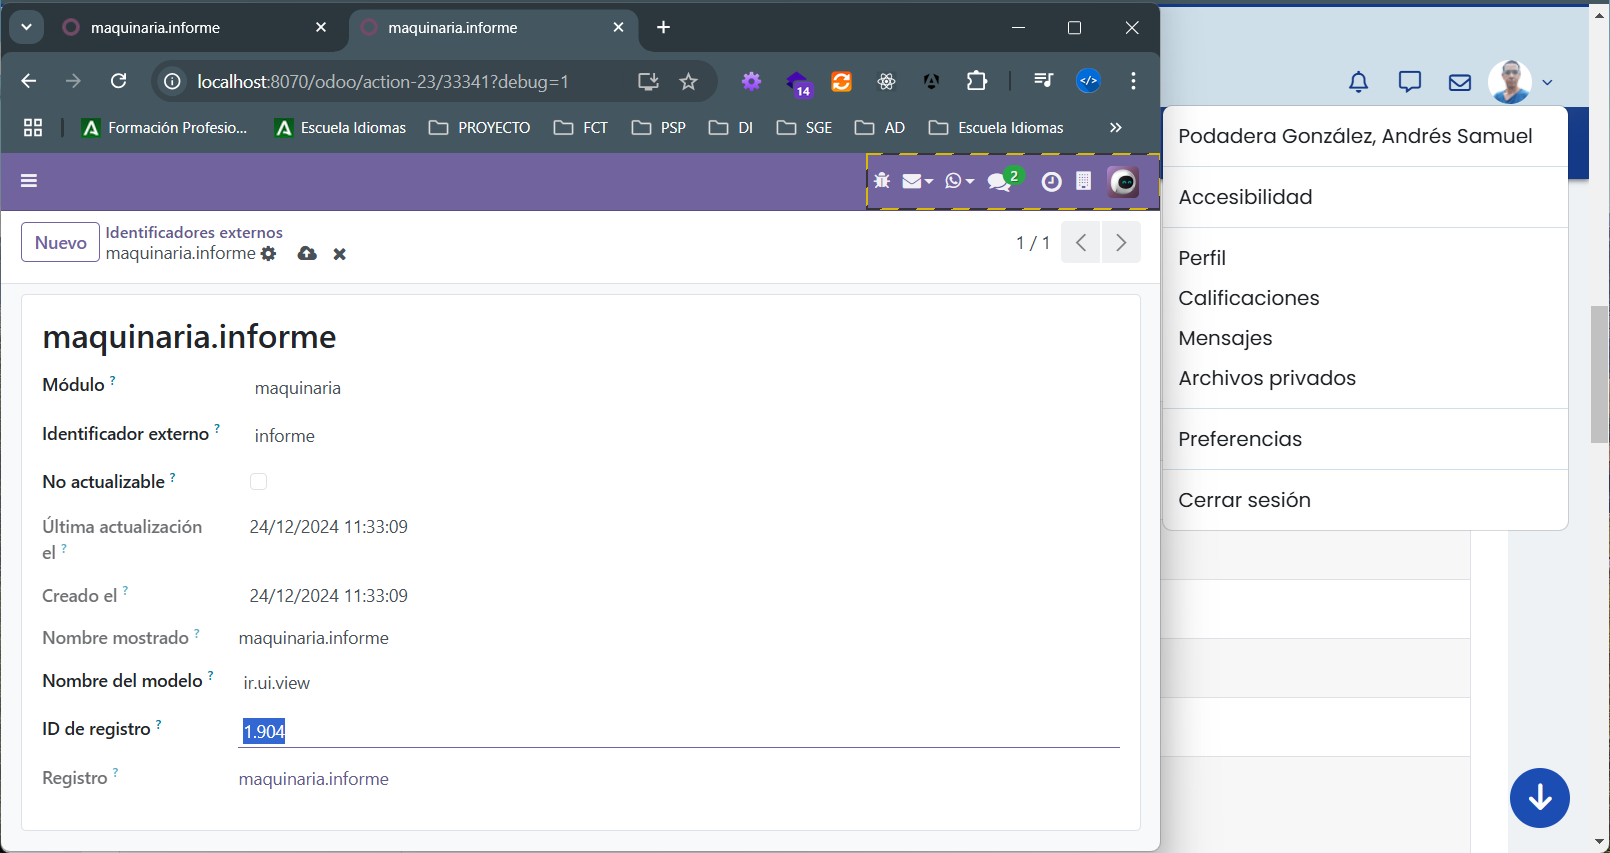 maquinaria.informe
maquinaria.informe
localhost:8070/odoo/action-23/33341?debug=1
14
Formación Profesio...
Escuela Idiomas
PROYECTO
FCT
PSP
DI
SGE
AD
Escuela Idiomas
2
Nuevo
Identificadores externos
maquinaria.informe
1 / 1
maquinaria.informe
Módulo ?
maquinaria
Identificador externo ?
informe
No actualizable ?
Última actualización
el ?
24/12/2024 11:33:09
Creado el ?
24/12/2024 11:33:09
Nombre mostrado ?
maquinaria.informe
Nombre del modelo ?
ir.ui.view
ID de registro ?
1.904
Registro ?
maquinaria.informe
Podadera González, Andrés Samuel
Accesibilidad
Perfil
Calificaciones
Mensajes
Archivos privados
Preferencias
Cerrar sesión